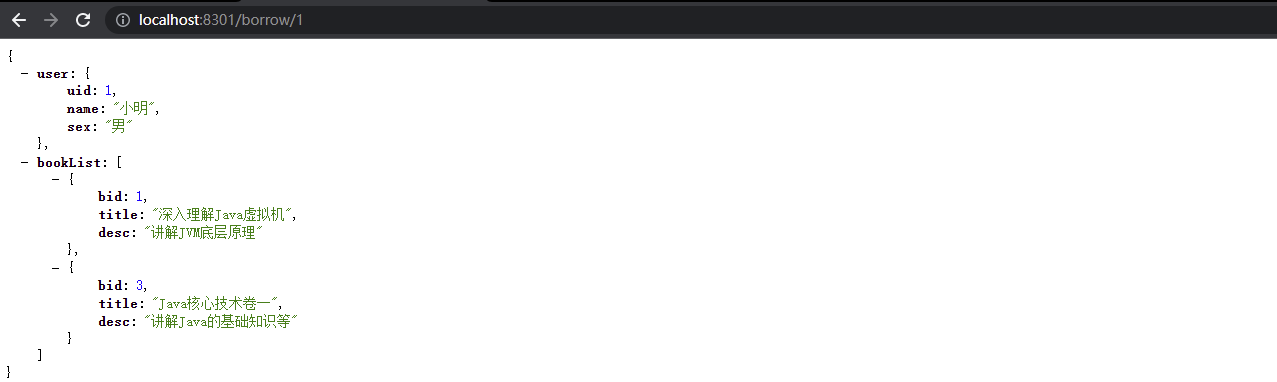 localhost:8301/borrow/1
{
− user: {
uid: 1,
name: "小明",
sex: "男"
},
− bookList: [
− {
bid: 1,
title: "深入理解Java虚拟机",
desc: "讲解JVM底层原理"
},
− {
bid: 3,
title: "Java核心技术卷一",
desc: "讲解Java的基础知识等"
}
]
}